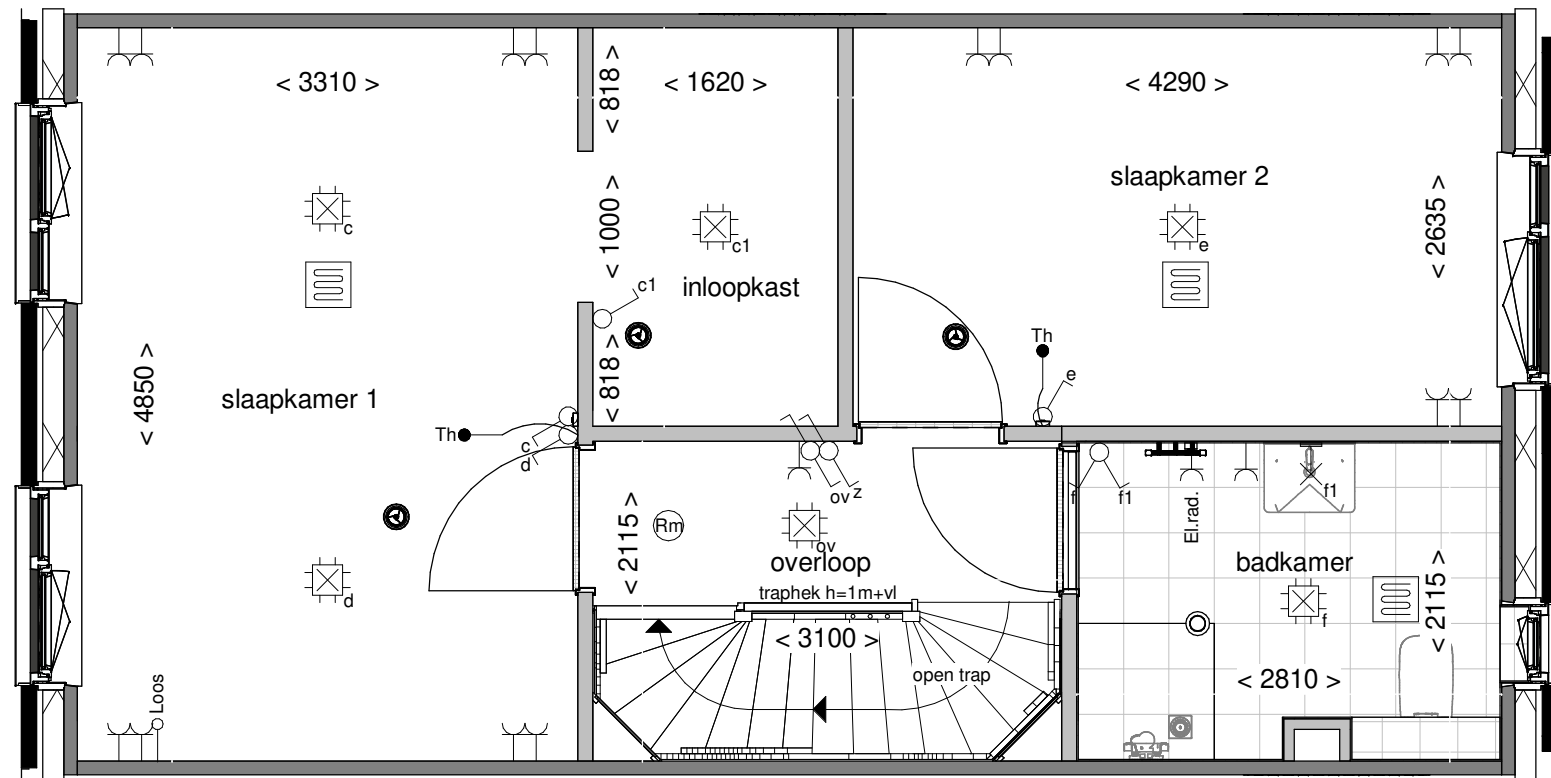 < 3310 >
< 818 >
< 1620 >
< 4290 >
slaapkamer 2
c
< 1000 >
c1
e
< 2635 >
c1
inloopkast
Th
< 4850 >
slaapkamer 1
< 818 >
e
Th
c
d
ov
z
f
f1
f1
El.rad.
< 2115 >
Rm
ov
overloop
badkamer
traphek h=1m+vl
d
f
< 2115 >
< 3100 >
open trap
< 2810 >
Loos